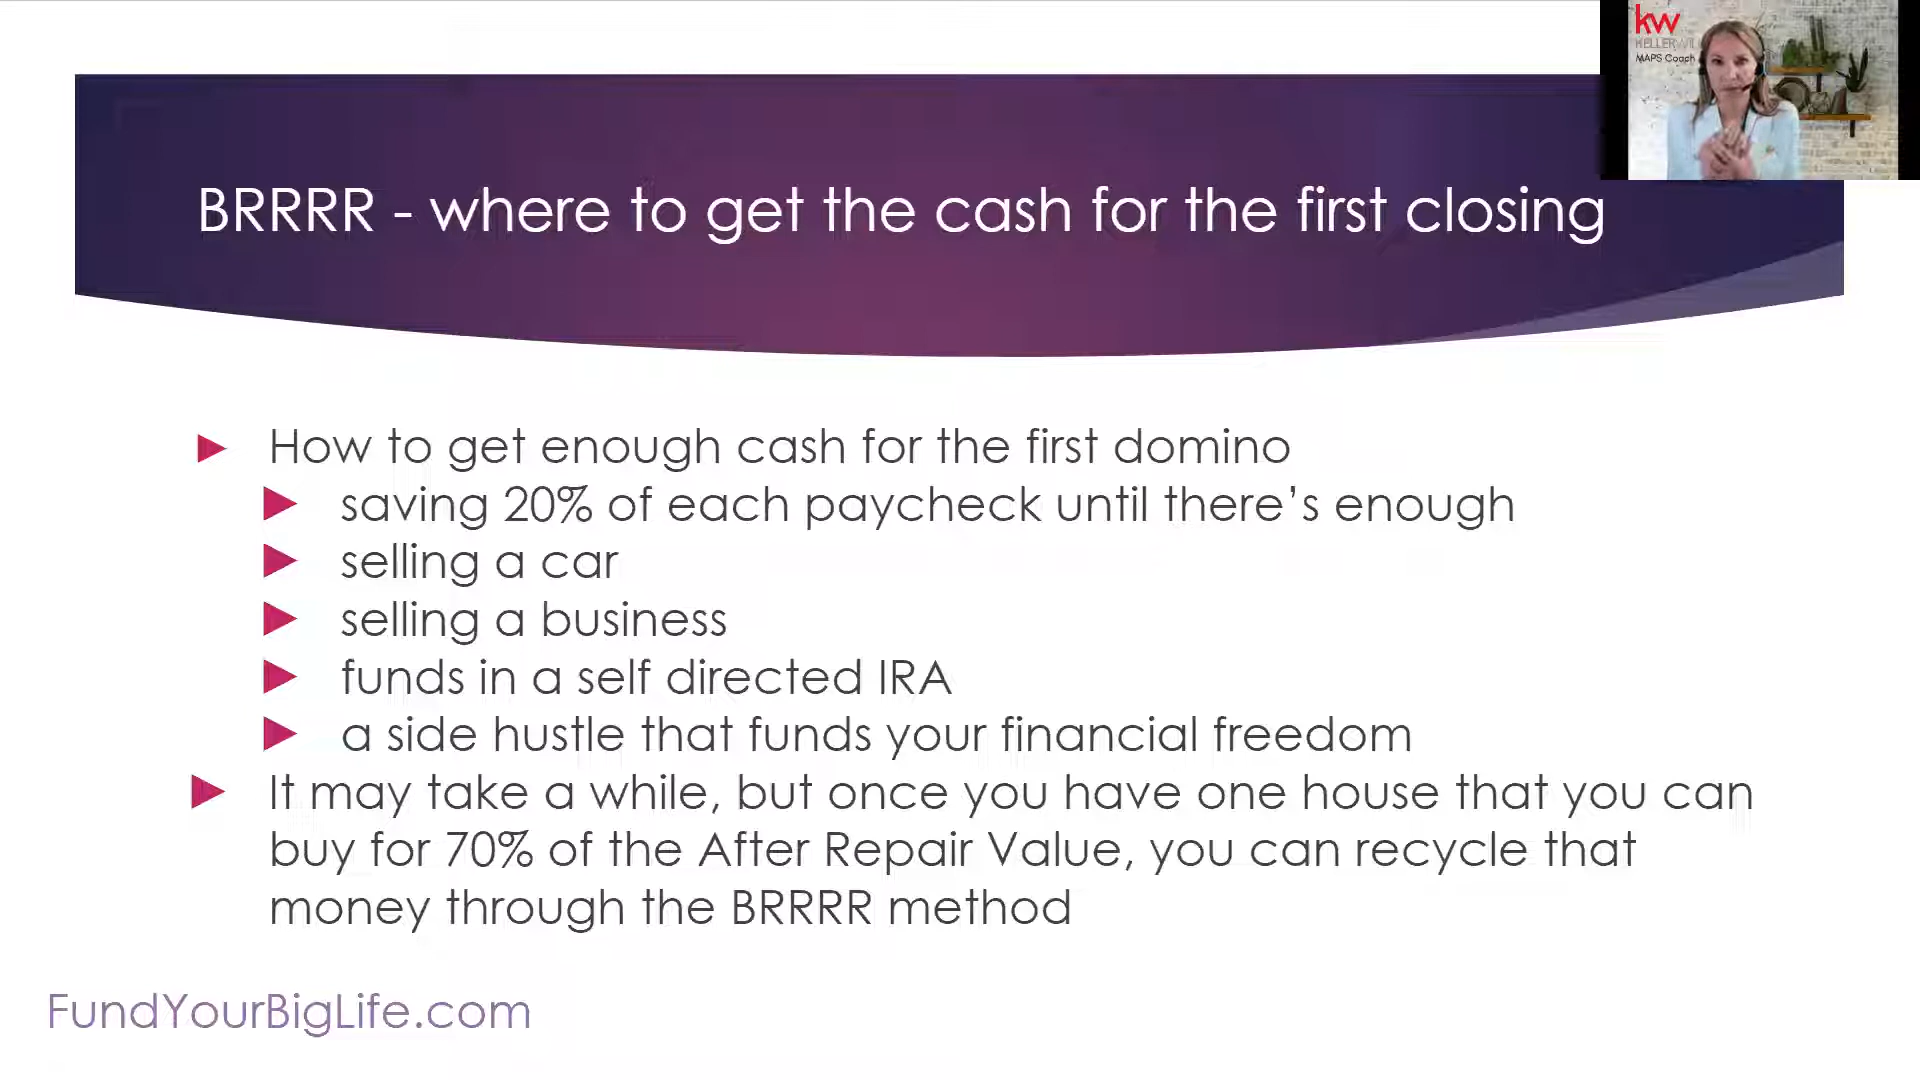 kw
KELLERWIL
MAPS Coach
BRRRR - where to get the cash for the first closing
How to get enough cash for the first domino
saving 20% of each paycheck until there's enough
selling a car
selling a business
funds in a self directed IRA
a side hustle that funds your financial freedom
It may take a while, but once you have one house that you can
buy for 70% of the After Repair Value, you can recycle that
money through the BRRRR method
FundYourBigLife.com